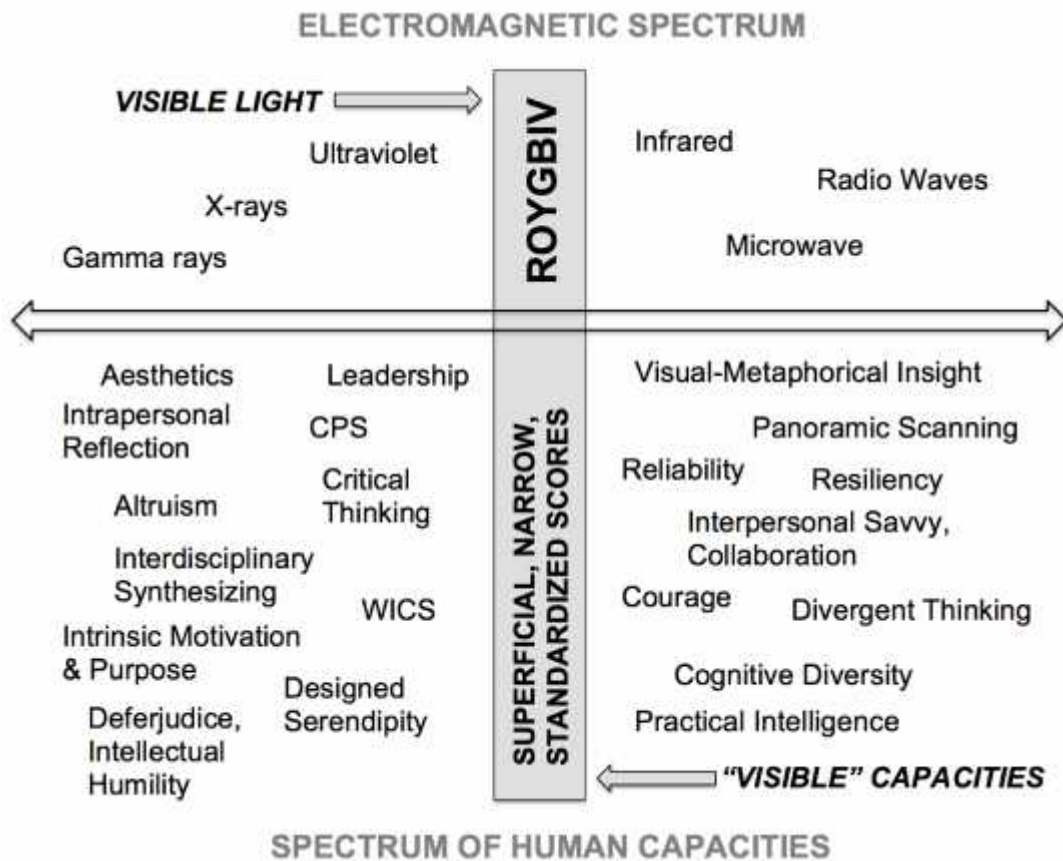 ELECTROMAGNETIC SPECTRUM
VISIBLE LIGHT
ROYGBIV
Ultraviolet
X-rays
Gamma rays
Infrared
Radio Waves
Microwave
Aesthetics
Leadership
Intrapersonal
Reflection
CPS
Altruism
Critical
Thinking
Interdisciplinary
Synthesizing
WICS
Intrinsic Motivation
& Purpose
Designed
Serendipity
Deferjudice,
Intellectual
Humility
SUPERFICIAL, NARROW,
STANDARDIZED SCORES
Visual-Metaphorical Insight
Panoramic Scanning
Reliability
Resiliency
Interpersonal Savvy,
Collaboration
Courage
Divergent Thinking
Cognitive Diversity
Practical Intelligence
“VISIBLE” CAPACITIES
SPECTRUM OF HUMAN CAPACITIES